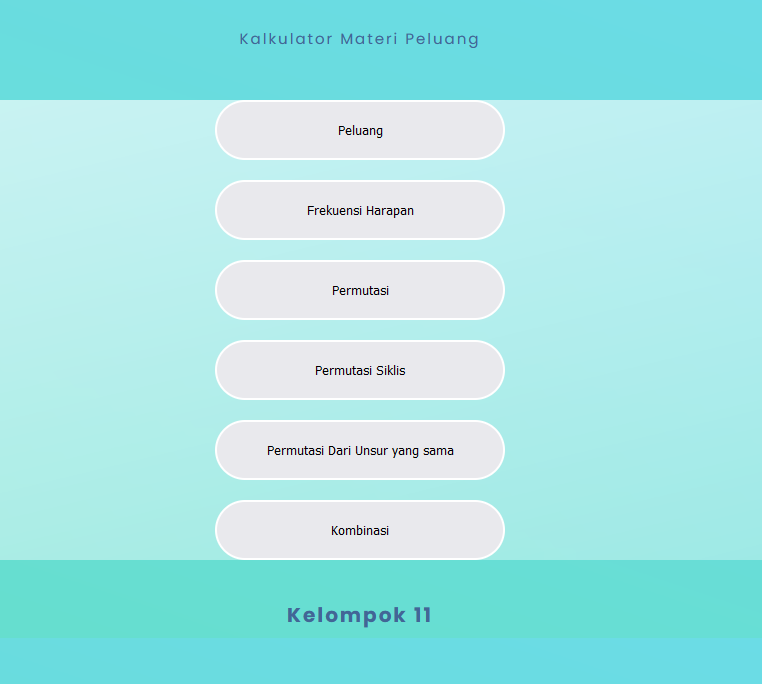 Kalkulator Materi Peluang
Peluang
Frekuensi Harapan
Permutasi
Permutasi Siklis
Permutasi Dari Unsur yang sama
Kombinasi
Kelompok 11